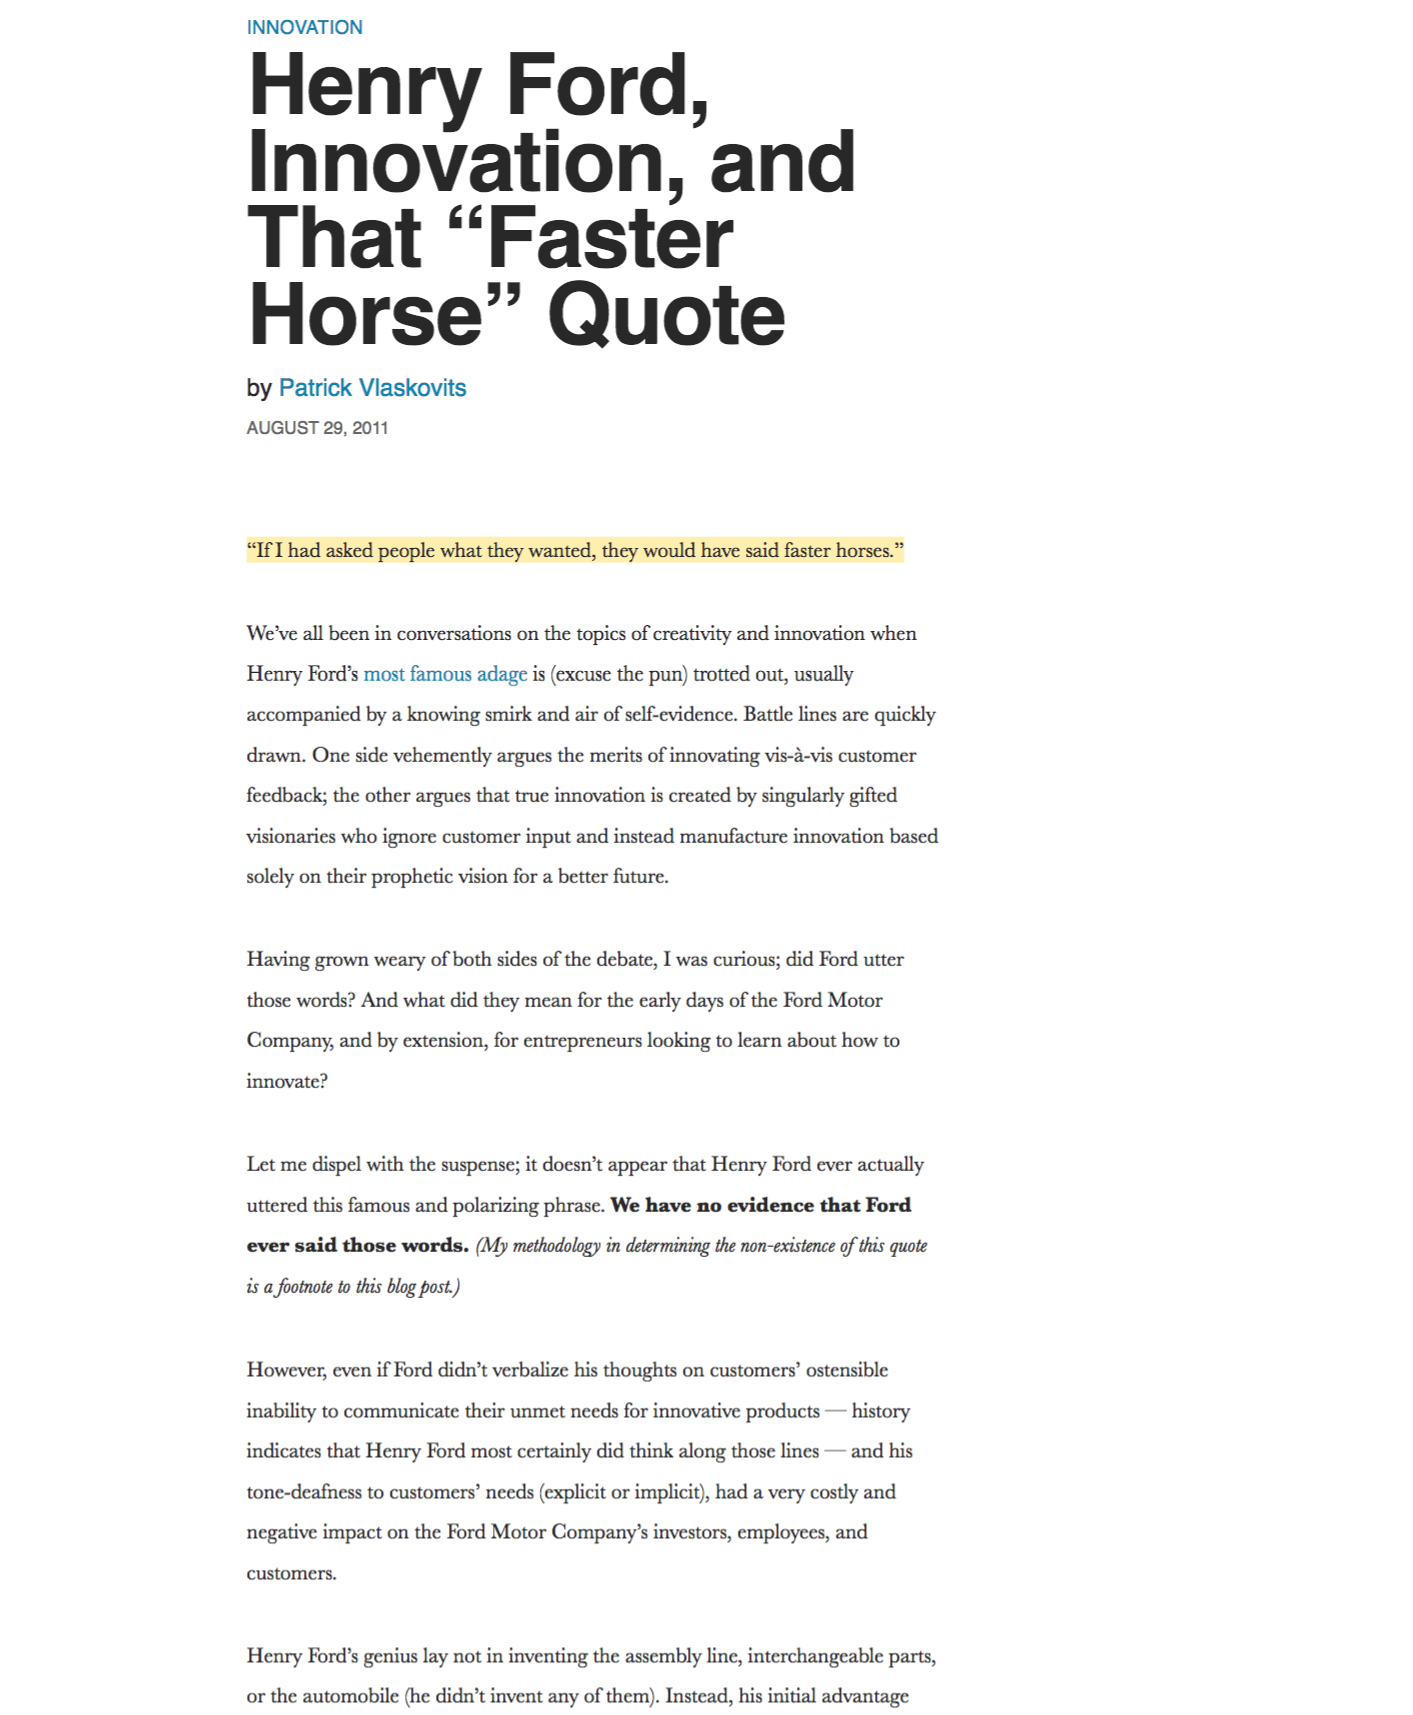 INNOVATION
Henry Ford,
Innovation, and
That “Faster
Horse” Quote
by Patrick Vlaskovits
AUGUST 29, 2011
“If I had asked people what they wanted, they would have said faster horses.”
We’ve all been in conversations on the topics of creativity and innovation when
Henry Ford’s most famous adage is (excuse the pun) trotted out, usually
accompanied by a knowing smirk and air of self-evidence. Battle lines are quickly
drawn. One side vehemently argues the merits of innovating vis-à-vis customer
feedback; the other argues that true innovation is created by singularly gifted
visionaries who ignore customer input and instead manufacture innovation based
solely on their prophetic vision for a better future.
Having grown weary of both sides of the debate, I was curious; did Ford utter
those words? And what did they mean for the early days of the Ford Motor
Company, and by extension, for entrepreneurs looking to learn about how to
innovate?
Let me dispel with the suspense; it doesn’t appear that Henry Ford ever actually
uttered this famous and polarizing phrase. We have no evidence that Ford
ever said those words. (My methodology in determining the non-existence of this quote
is a footnote to this blog post.)
However, even if Ford didn’t verbalize his thoughts on customers’ ostensible
inability to communicate their unmet needs for innovative products — history
indicates that Henry Ford most certainly did think along those lines — and his
tone-deafness to customers’ needs (explicit or implicit), had a very costly and
negative impact on the Ford Motor Company’s investors, employees, and
customers.
Henry Ford’s genius lay not in inventing the assembly line, interchangeable parts,
or the automobile (he didn’t invent any of them). Instead, his initial advantage